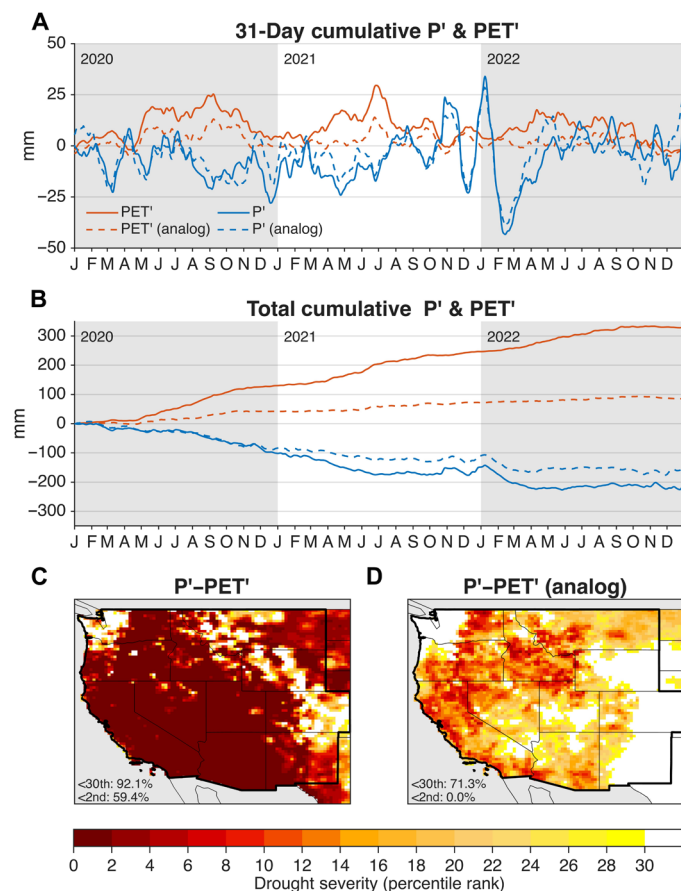 A
31-Day cumulative P' & PET'
50
25
0
−25
−50
mm
2020
2021
2022
PET'
P'
PET' (analog)
P' (analog)
J F M A M J J A S O N D J F M A M J J A S O N D J F M A M J J A S O N D
B
Total cumulative P' & PET'
300
200
100
0
−100
−200
−300
mm
2020
2021
2022
J F M A M J J A S O N D J F M A M J J A S O N D J F M A M J J A S O N D
C
P'–PET'
<30th: 92.1%
<2nd: 59.4%
D
P'–PET' (analog)
<30th: 71.3%
<2nd: 0.0%
0 2 4 6 8 10 12 14 16 18 20 22 24 26 28 30
Drought severity (percentile rank)